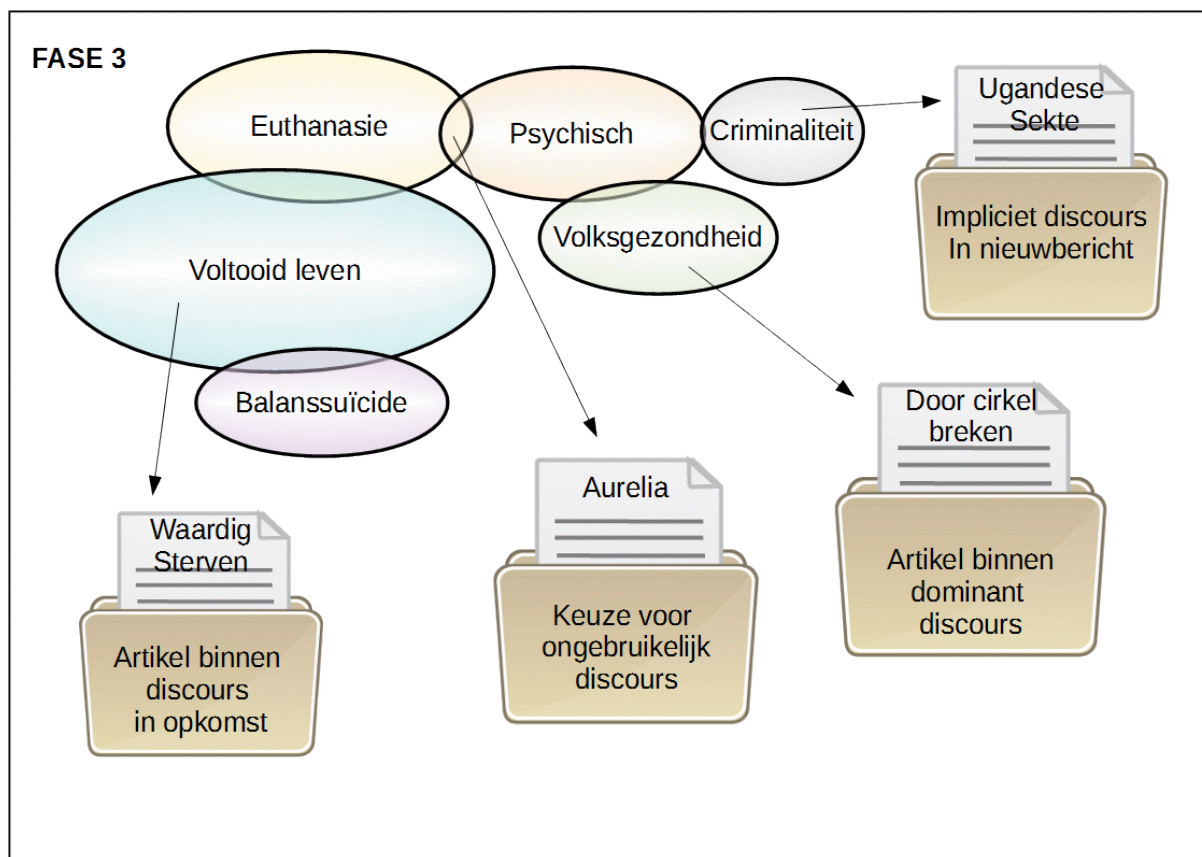 FASE 3
Euthanasie
Psychisch
Criminaliteit
Ugandese
Sekte
Impliciet discours
In nieuwbericht
Voltooid leven
Volksgezondheid
Balanssuïcide
Door cirkel
breken
Artikel binnen
dominant
discours
Aurelia
Keuze voor
ongebruikelijk
discours
Waardig
Sterven
Artikel binnen
discours
in opkomst